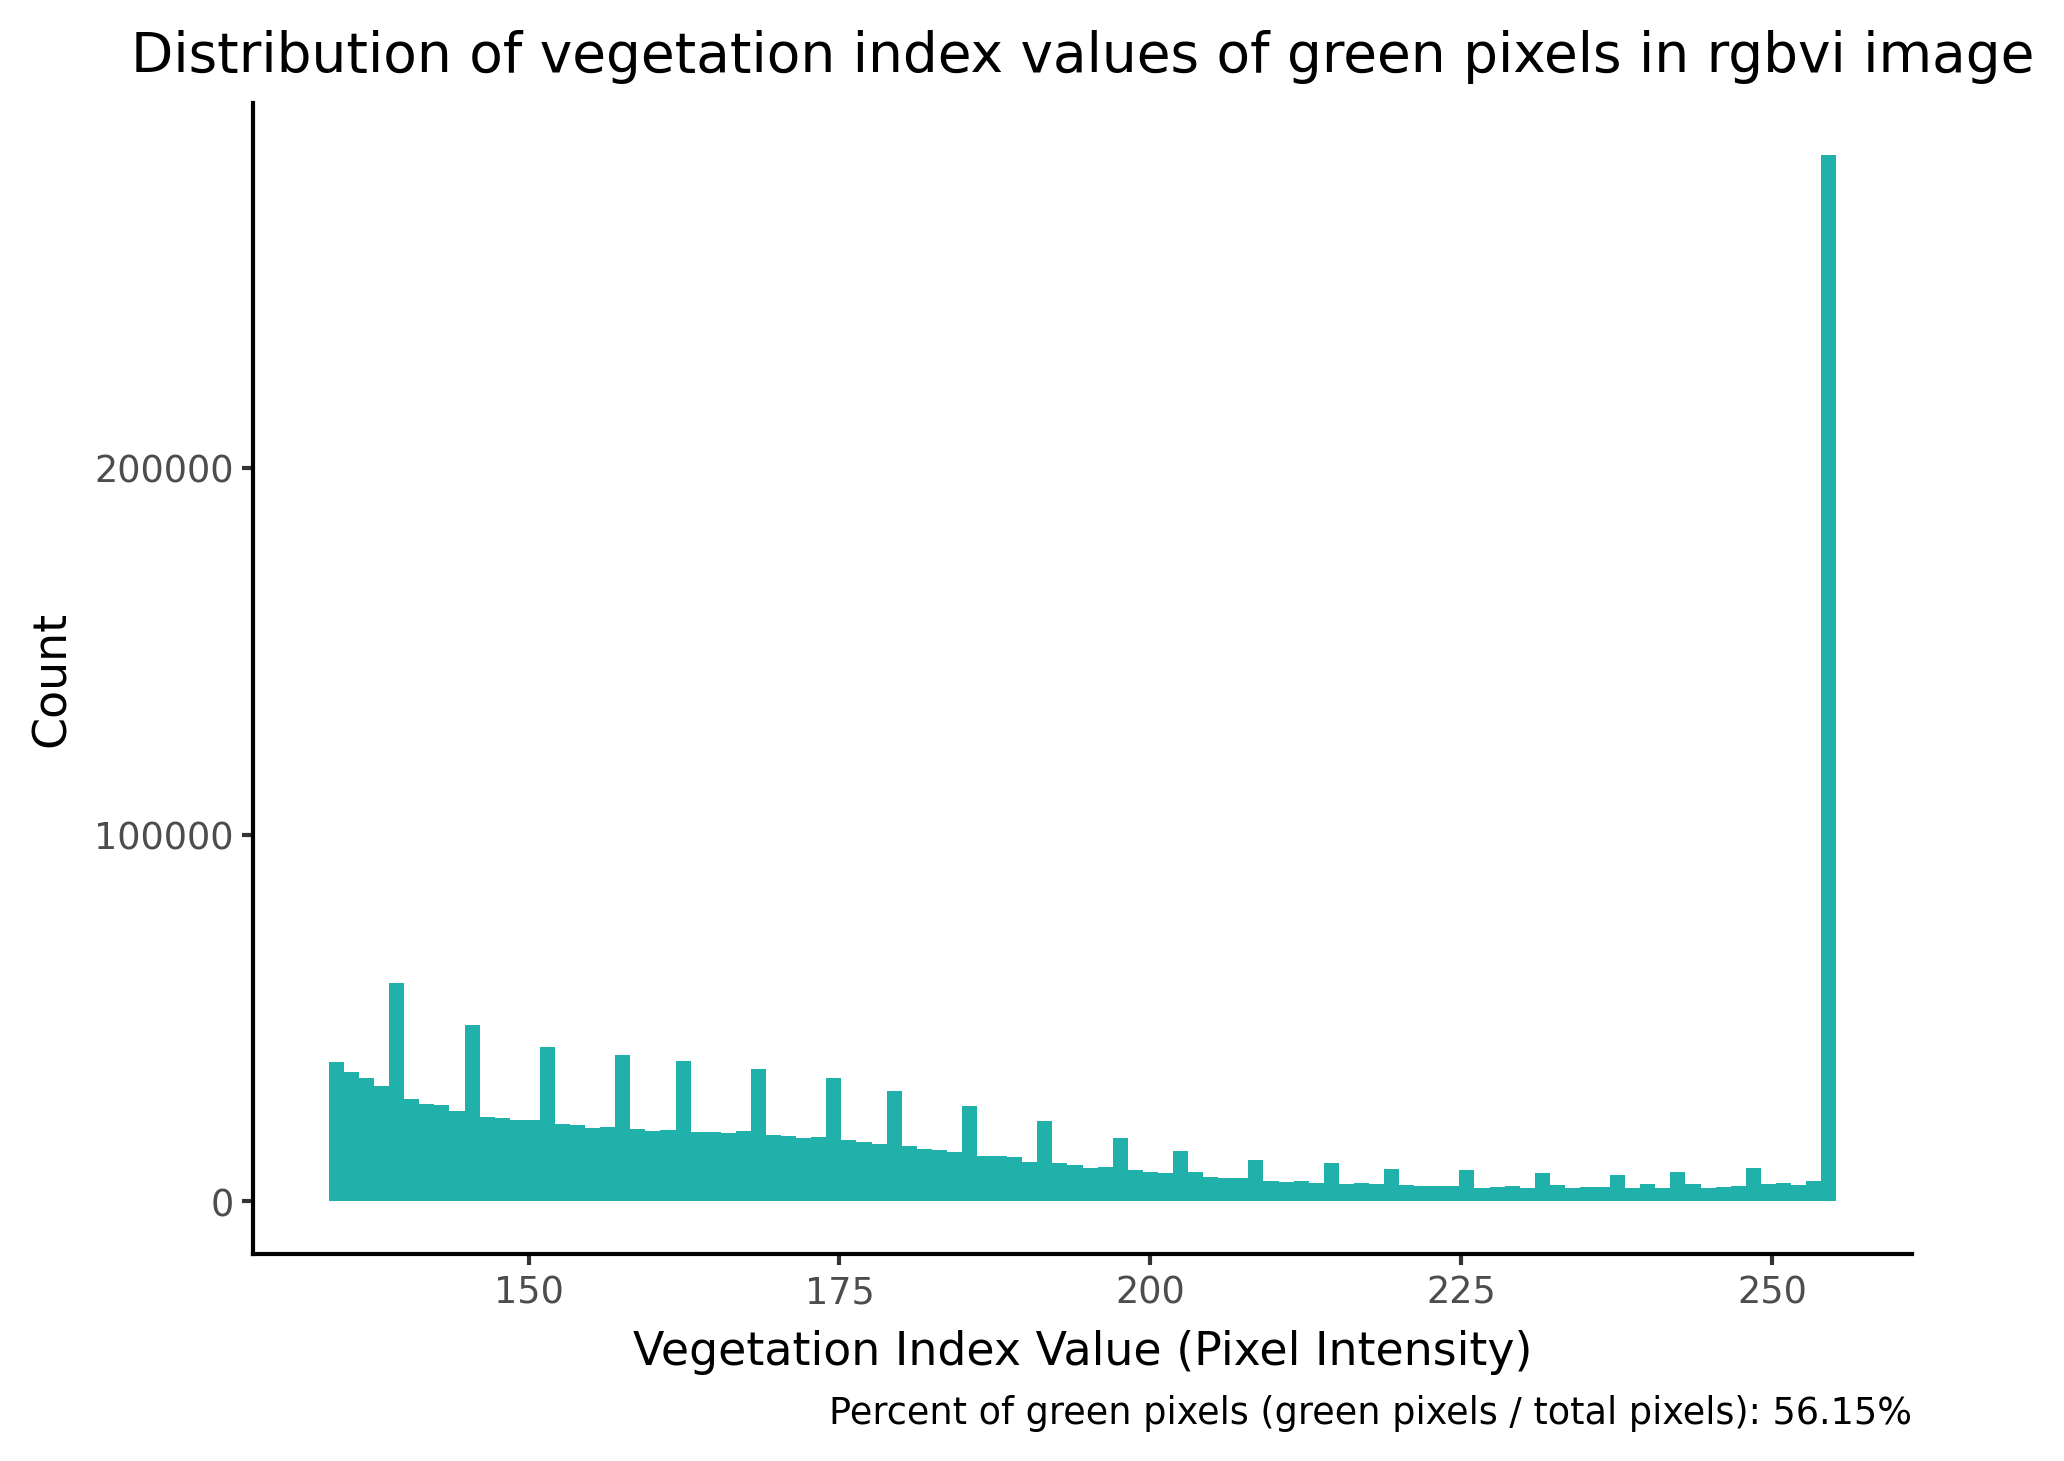 Distribution of vegetation index values of green pixels in rgbvi image
Count
200000
100000
0
150 175 200 225 250
Vegetation Index Value (Pixel Intensity)
Percent of green pixels (green pixels / total pixels): 56.15%